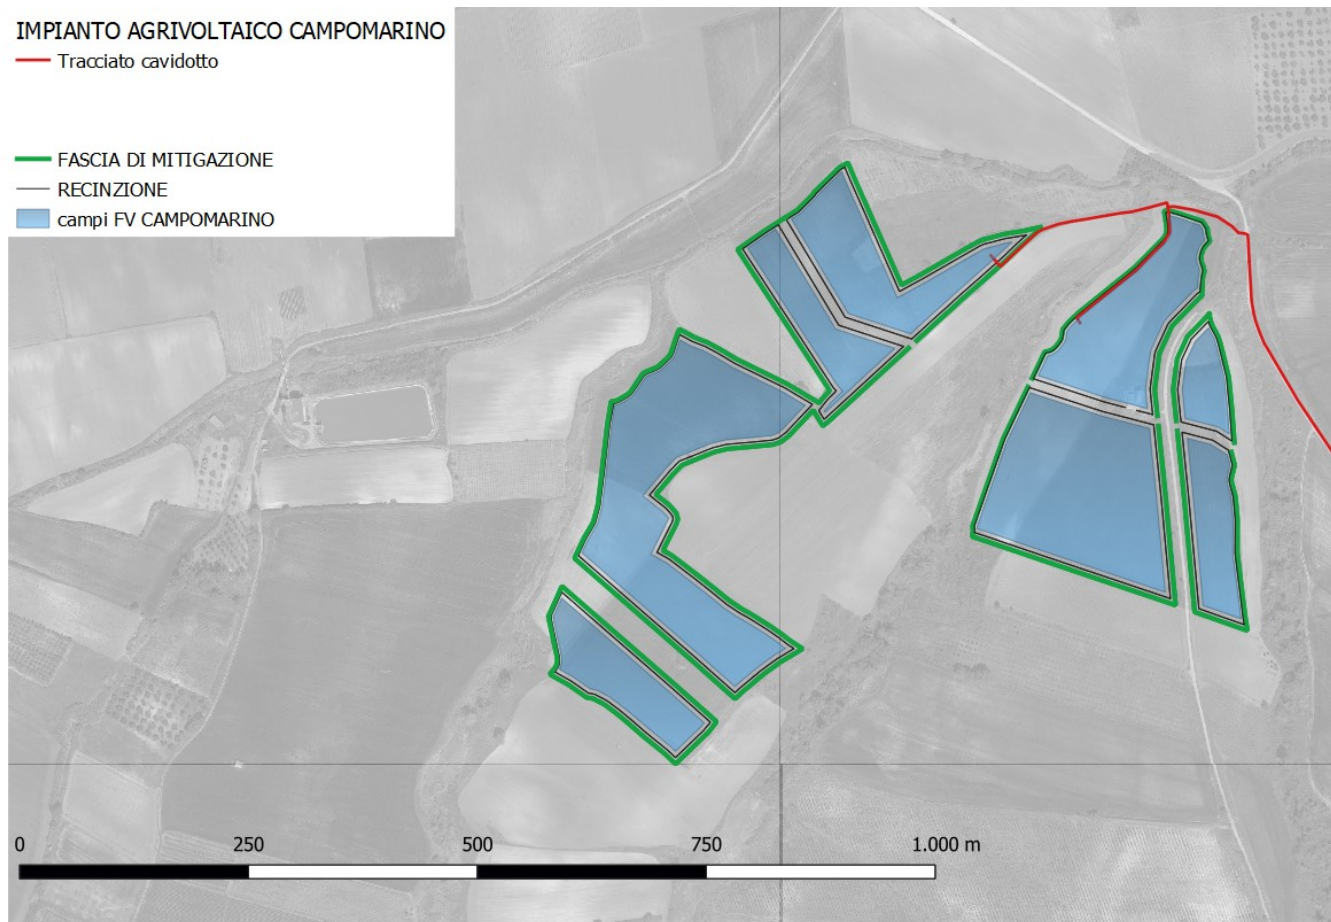 IMPIANTO AGRIVOLTAICO CAMPOMARINO
Tracciato cavidotto
FASCIA DI MITIGAZIONE
RECINZIONE
campi FV CAMPOMARINO
0 250 500 750 1.000 m